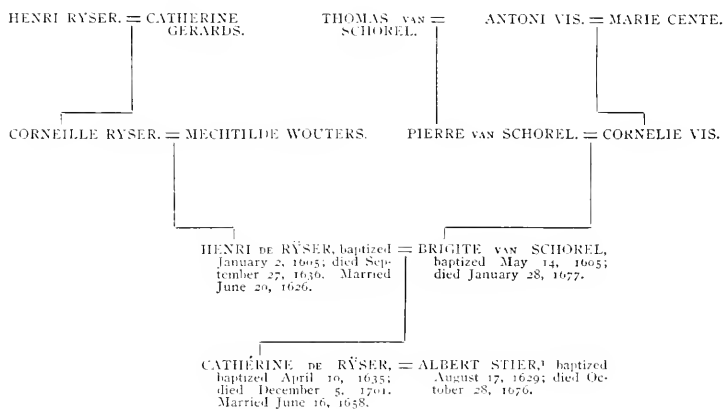 HENRI RYSER. = CATHERINE GERARDS.
THOMAS VAN SCHOREL. =
ANTONI VIS. = MARIE CENTE.
CORNEILLE RYSER. = MECHTILDE WOUTERS.
PIERRE VAN SCHOREL. = CORNELIE VIS.
HENRI DE RŸSER, baptized
January 2, 1605; died Sep-
tember 27, 1636. Married
June 20, 1626.
= BRIGITE VAN SCHOREL,
baptized May 14, 1605;
died January 28, 1677.
CATHÉRINE DE RŸSER,
baptized April 10, 1635;
died December 5, 1701.
Married June 16, 1658.
= ALBERT STIER,¹ baptized
August 17, 1629; died Oc-
tober 28, 1676.